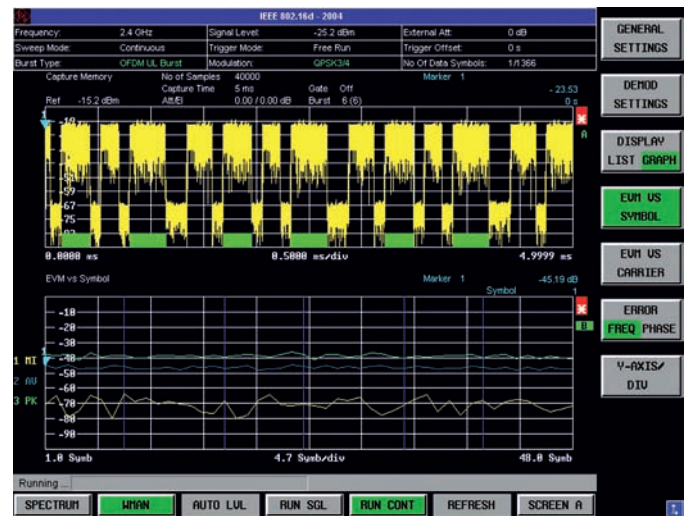 IEEE 802.16d - 2004
Frequency: 2.4 GHz Signal Level: -25.2 dBm External Att: 0 dB
Sweep Mode: Continuous Trigger Mode: Free Run Trigger Offset: 0 s
Burst Type: OFDM UL Burst Modulation: QPSK3/4 No Of Data Symbols: 1/1366
Capture Memory No of Samples 40000 Marker 1
Capture Time 5 ms Gate Off -23.53
Ref -15.2 dBm Att/El 0.00 / 0.00 dB Burst 6 (6) 0 s
1
A
-67
-75
0.0000 ms 0.5000 ms/div 4.9999 ms
EVM vs Symbol Marker 1 -45.19 dB
Symbol 1
-10
-20
B
-30
1
-40
1 MI
-50
2 AV
-60
3 PK
-70
-80
-90
1.0 Symb 4.7 Symb/div 48.0 Symb
Running ...
SPECTRUM WMAN AUTO LVL RUN SGL RUN CONT REFRESH SCREEN A
GENERAL
SETTINGS
DEMOD
SETTINGS
DISPLAY
LIST GRAPH
EVM VS
SYMBOL
EVM VS
CARRIER
ERROR
FREQ PHASE
Y-AXIS/
DIV